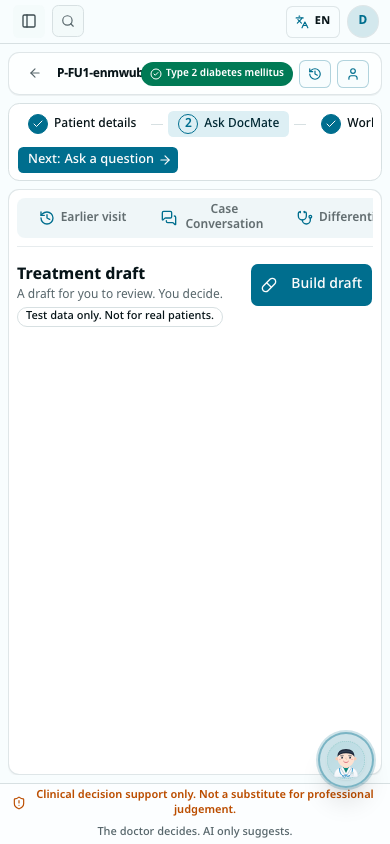 EN
D
P-FU1-enmwub
Type 2 diabetes mellitus
Patient details
2
Ask DocMate
Worl
Next: Ask a question
Earlier visit
Case
Conversation
Differenti
Treatment draft
A draft for you to review. You decide.
Test data only. Not for real patients.
Build draft
Clinical decision support only. Not a substitute for professional
judgement.
The doctor decides. AI only suggests.